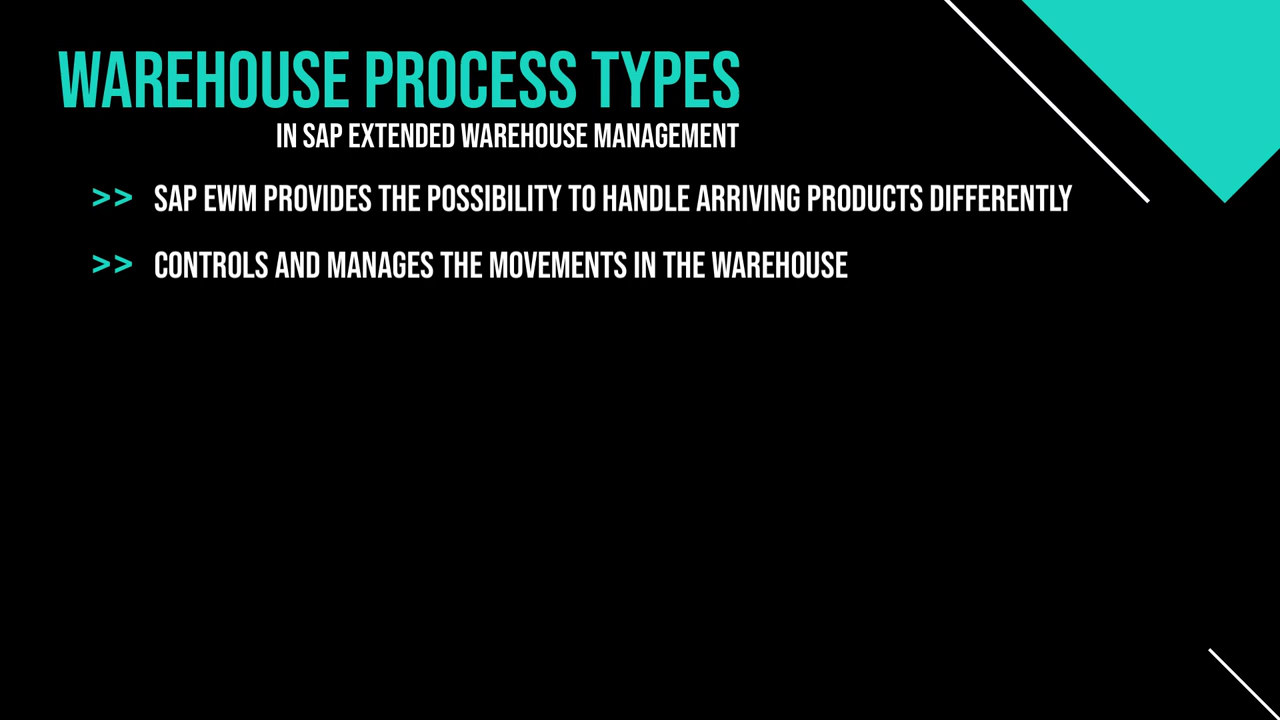 WAREHOUSE PROCESS TYPES
IN SAP EXTENDED WAREHOUSE MANAGEMENT
>> SAP EWM PROVIDES THE POSSIBILITY TO HANDLE ARRIVING PRODUCTS DIFFERENTLY
>> CONTROLS AND MANAGES THE MOVEMENTS IN THE WAREHOUSE